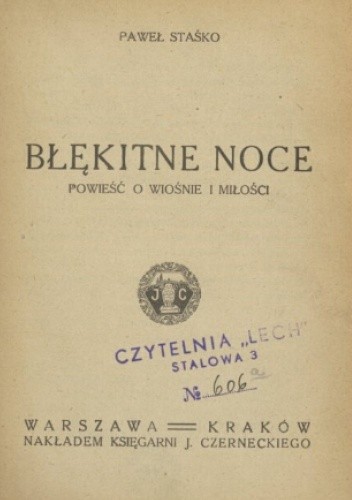 PAWEŁ STAŚKO
BŁĘKITNE NOCE
POWIEŚĆ O WIOŚNIE I MIŁOŚCI
J C
CZYTELNIA „LECH"
STALOWA 3
№ 606 a
WARSZAWA = KRAKÓW
NAKŁADEM KSIĘGARNI J. CZERNECKIEGO